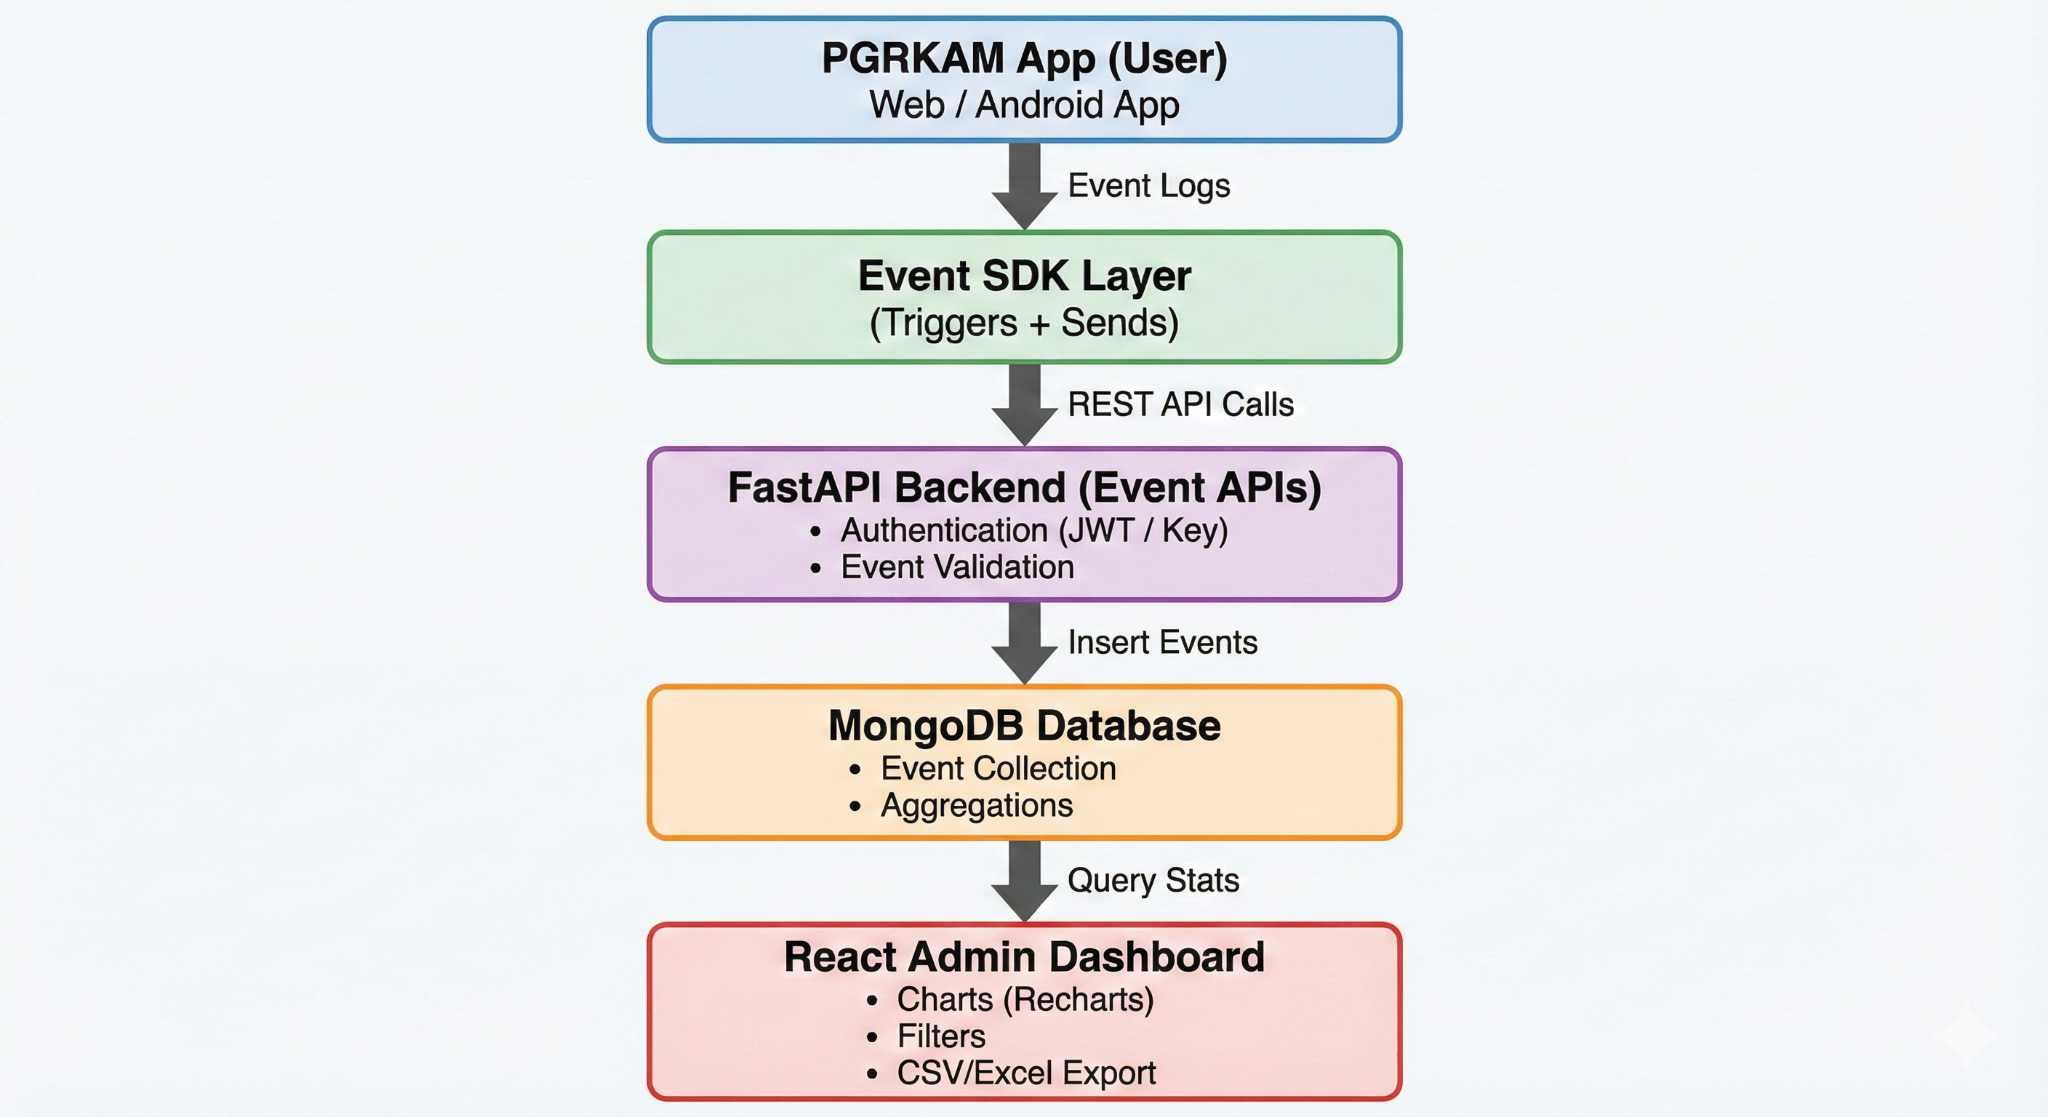 PGRKAM App (User)
Web / Android App
Event Logs
Event SDK Layer
(Triggers + Sends)
REST API Calls
FastAPI Backend (Event APIs)
• Authentication (JWT / Key)
• Event Validation
Insert Events
MongoDB Database
• Event Collection
• Aggregations
Query Stats
React Admin Dashboard
• Charts (Recharts)
• Filters
• CSV/Excel Export